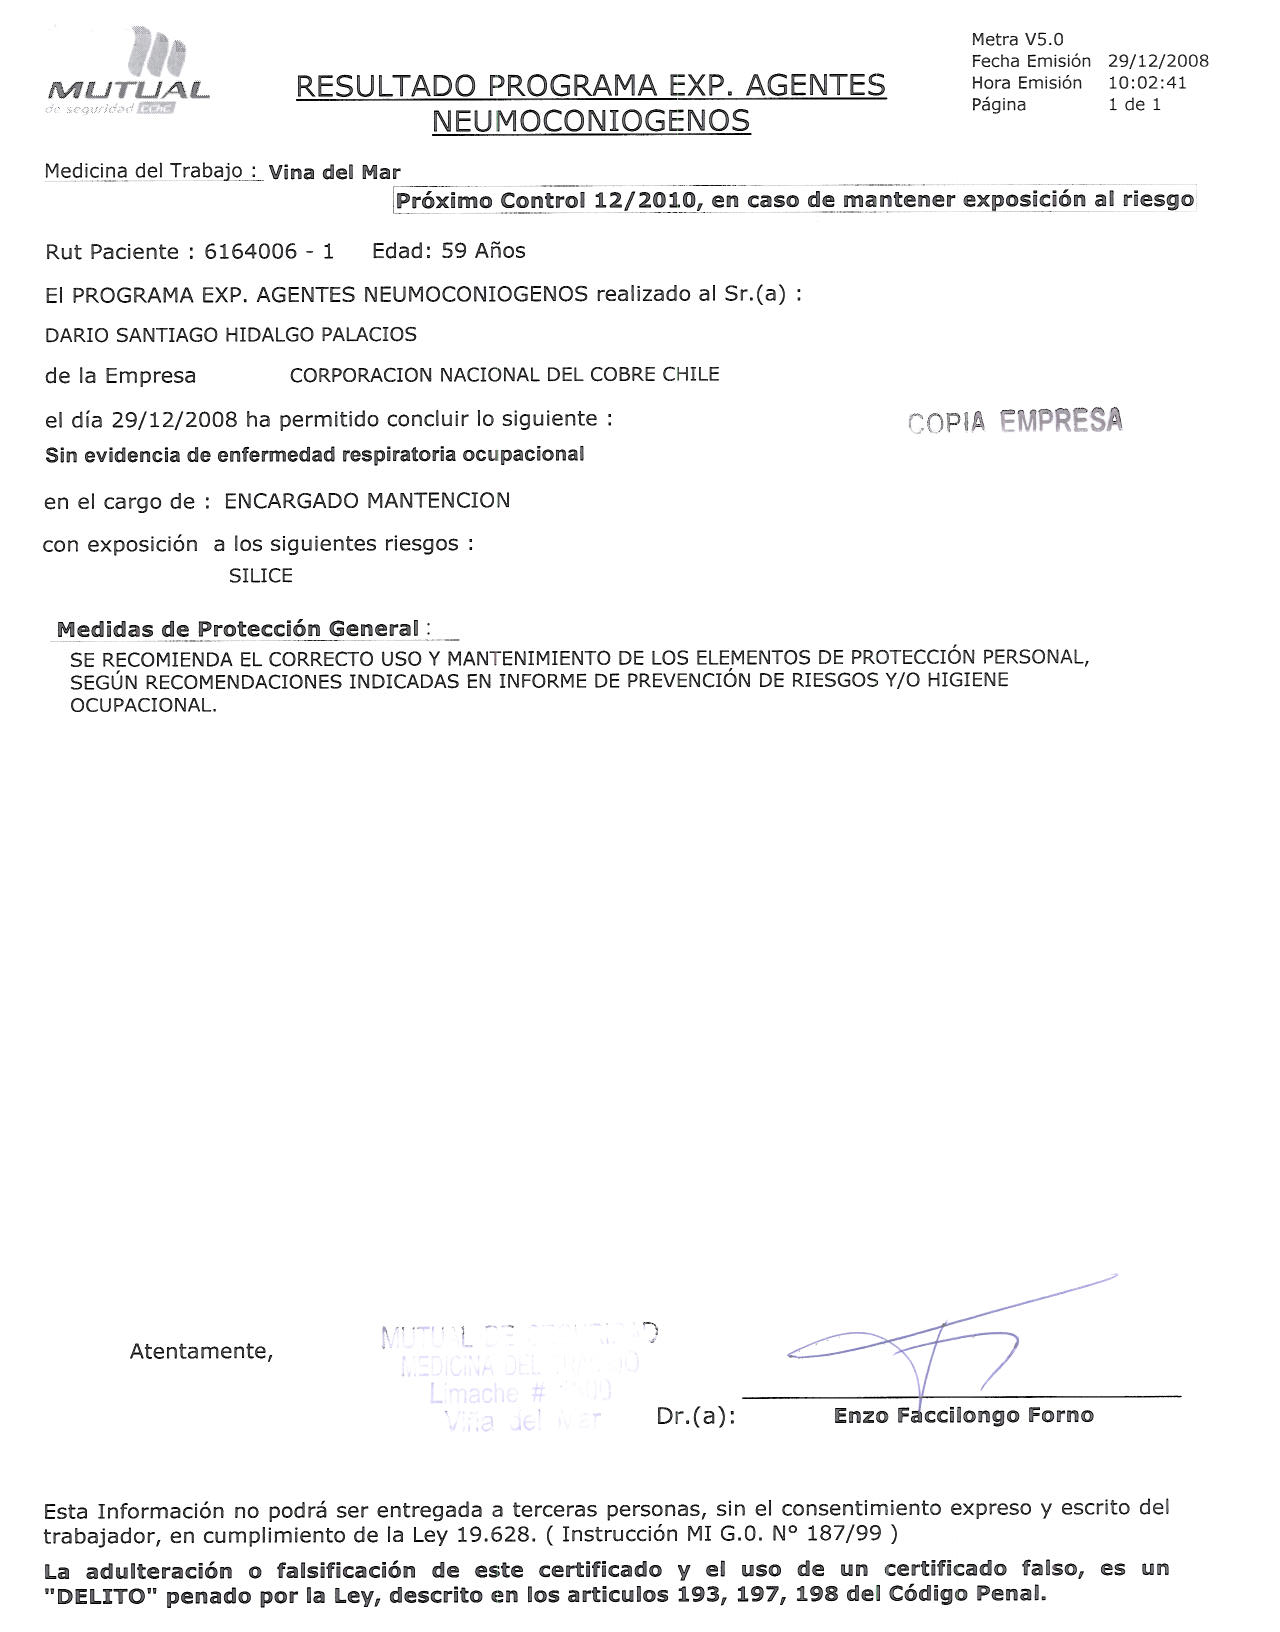 MUTUAL
de seguridad CChC
Metra V5.0
Fecha Emisión 29/12/2008
Hora Emisión 10:02:41
Página 1 de 1
RESULTADO PROGRAMA EXP. AGENTES
NEUMOCONIOGENOS
Medicina del Trabajo : Vina del Mar
Próximo Control 12/2010, en caso de mantener exposición al riesgo
Rut Paciente : 6164006 - 1 Edad: 59 Años
El PROGRAMA EXP. AGENTES NEUMOCONIOGENOS realizado al Sr.(a) :
DARIO SANTIAGO HIDALGO PALACIOS
de la Empresa CORPORACION NACIONAL DEL COBRE CHILE
el día 29/12/2008 ha permitido concluir lo siguiente :
COPIA EMPRESA
Sin evidencia de enfermedad respiratoria ocupacional
en el cargo de : ENCARGADO MANTENCION
con exposición a los siguientes riesgos :
SILICE
Medidas de Protección General :
SE RECOMIENDA EL CORRECTO USO Y MANTENIMIENTO DE LOS ELEMENTOS DE PROTECCIÓN PERSONAL,
SEGÚN RECOMENDACIONES INDICADAS EN INFORME DE PREVENCIÓN DE RIESGOS Y/O HIGIENE
OCUPACIONAL.
Atentamente,
MUTUAL DE SEGURIDAD
MEDICINA DEL TRABAJO
Limache #
Viña del Mar
Dr.(a): Enzo Faccilongo Forno
Esta Información no podrá ser entregada a terceras personas, sin el consentimiento expreso y escrito del
trabajador, en cumplimiento de la Ley 19.628. ( Instrucción MI G.O. Nº 187/99 )
La adulteración o falsificación de este certificado y el uso de un certificado falso, es un
"DELITO" penado por la Ley, descrito en los articulos 193, 197, 198 del Código Penal.